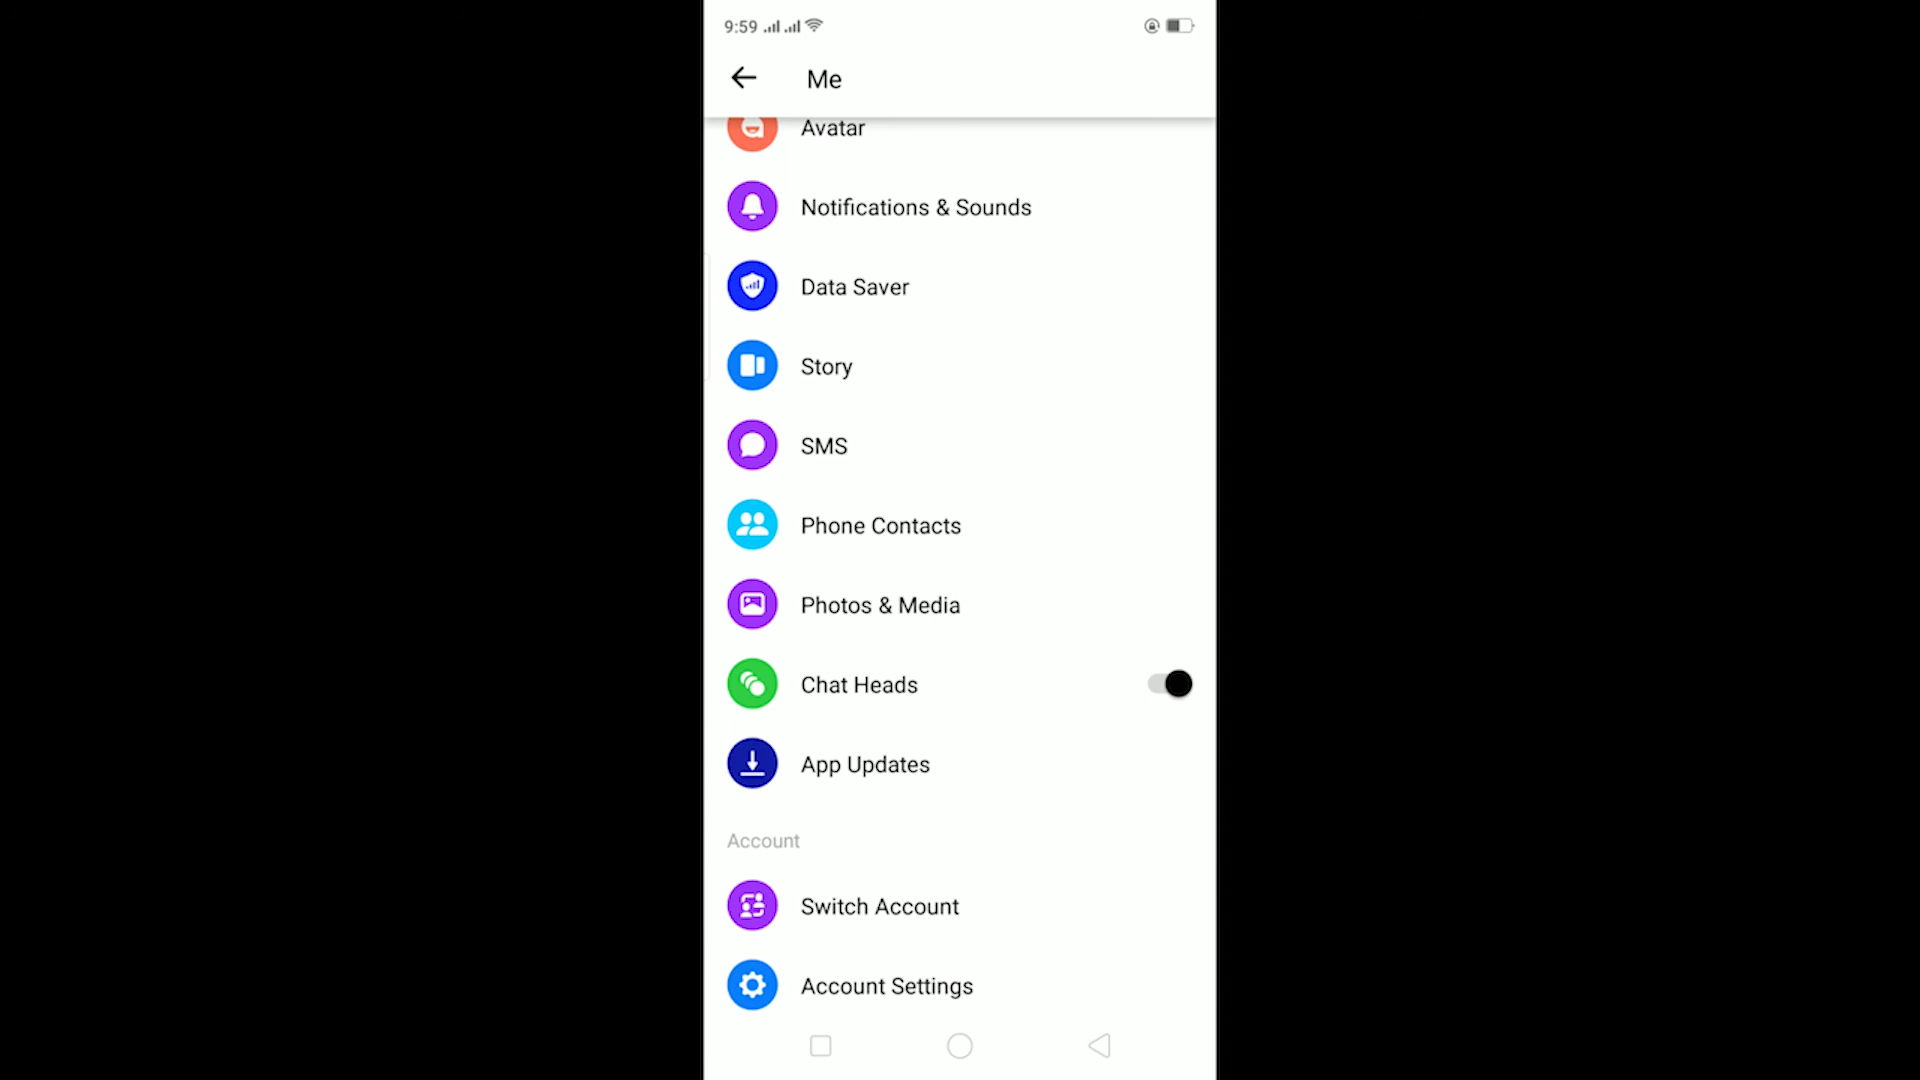 9:59
Me
Avatar
Notifications & Sounds
Data Saver
Story
SMS
Phone Contacts
Photos & Media
Chat Heads
App Updates
Account
Switch Account
Account Settings